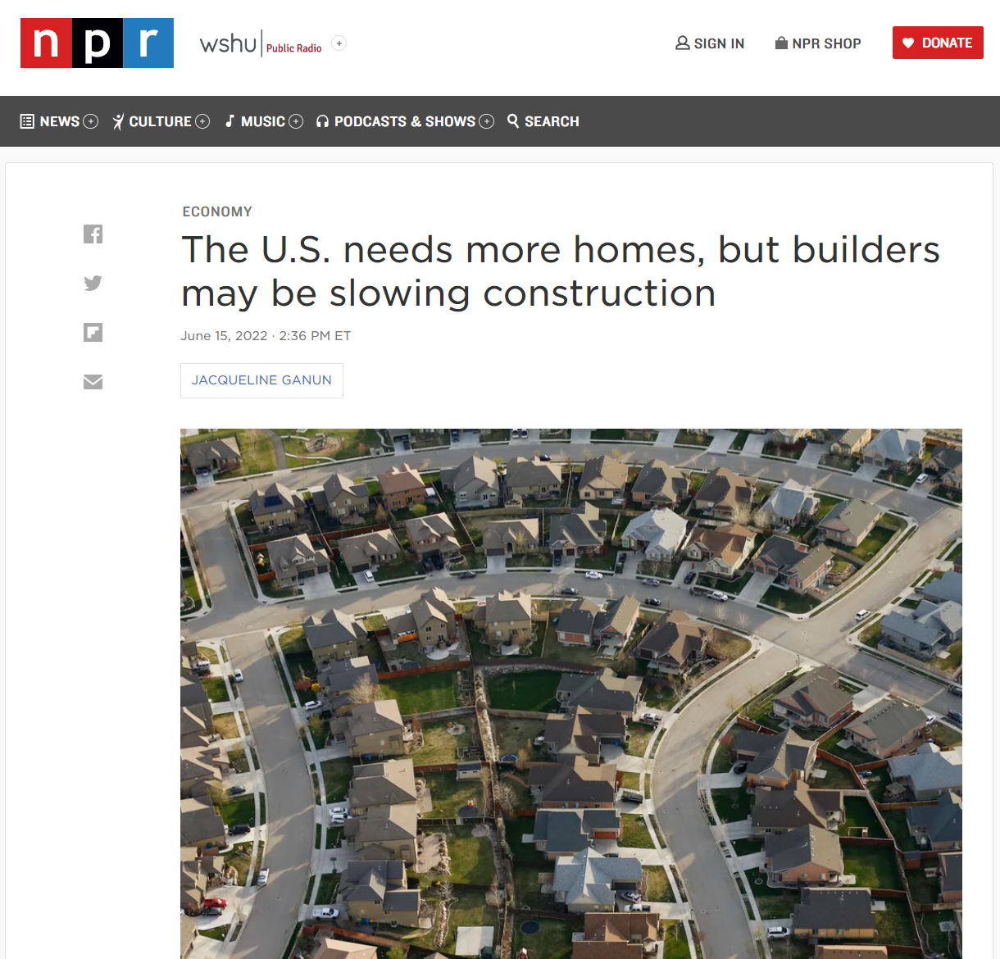 npr
wshu Public Radio
SIGN IN
NPR SHOP
DONATE
NEWS
CULTURE
MUSIC
PODCASTS & SHOWS
SEARCH
ECONOMY
The U.S. needs more homes, but builders
may be slowing construction
June 15, 2022 · 2:36 PM ET
JACQUELINE GANUN